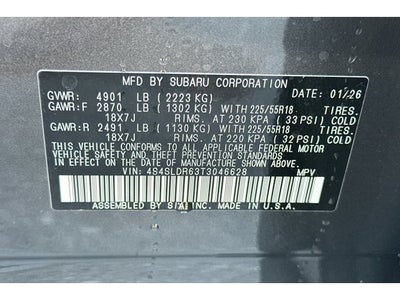 MFD BY SUBARU CORPORATION DATE: 01/26
GVWR: 4901 LB (2223 KG)
GAWR:F 2870 LB (1302 KG) WITH 225/55R18 TIRES,
18X7J RIMS, AT 230 KPA (33 PSI) COLD
GAWR:R 2491 LB (1130 KG) WITH 225/55R18 TIRES,
18X7J RIMS, AT 220 KPA (32 PSI) COLD
THIS VEHICLE CONFORMS TO ALL APPLICABLE FEDERAL MOTOR
VEHICLE SAFETY AND THEFT PREVENTION STANDARDS
IN EFFECT ON THE DATE OF MANUFACTURE SHOWN ABOVE.
VIN: 4S4SLDR63T3046628 MPV
ASSEMBLED BY SIA, INC. IN U.S.A.